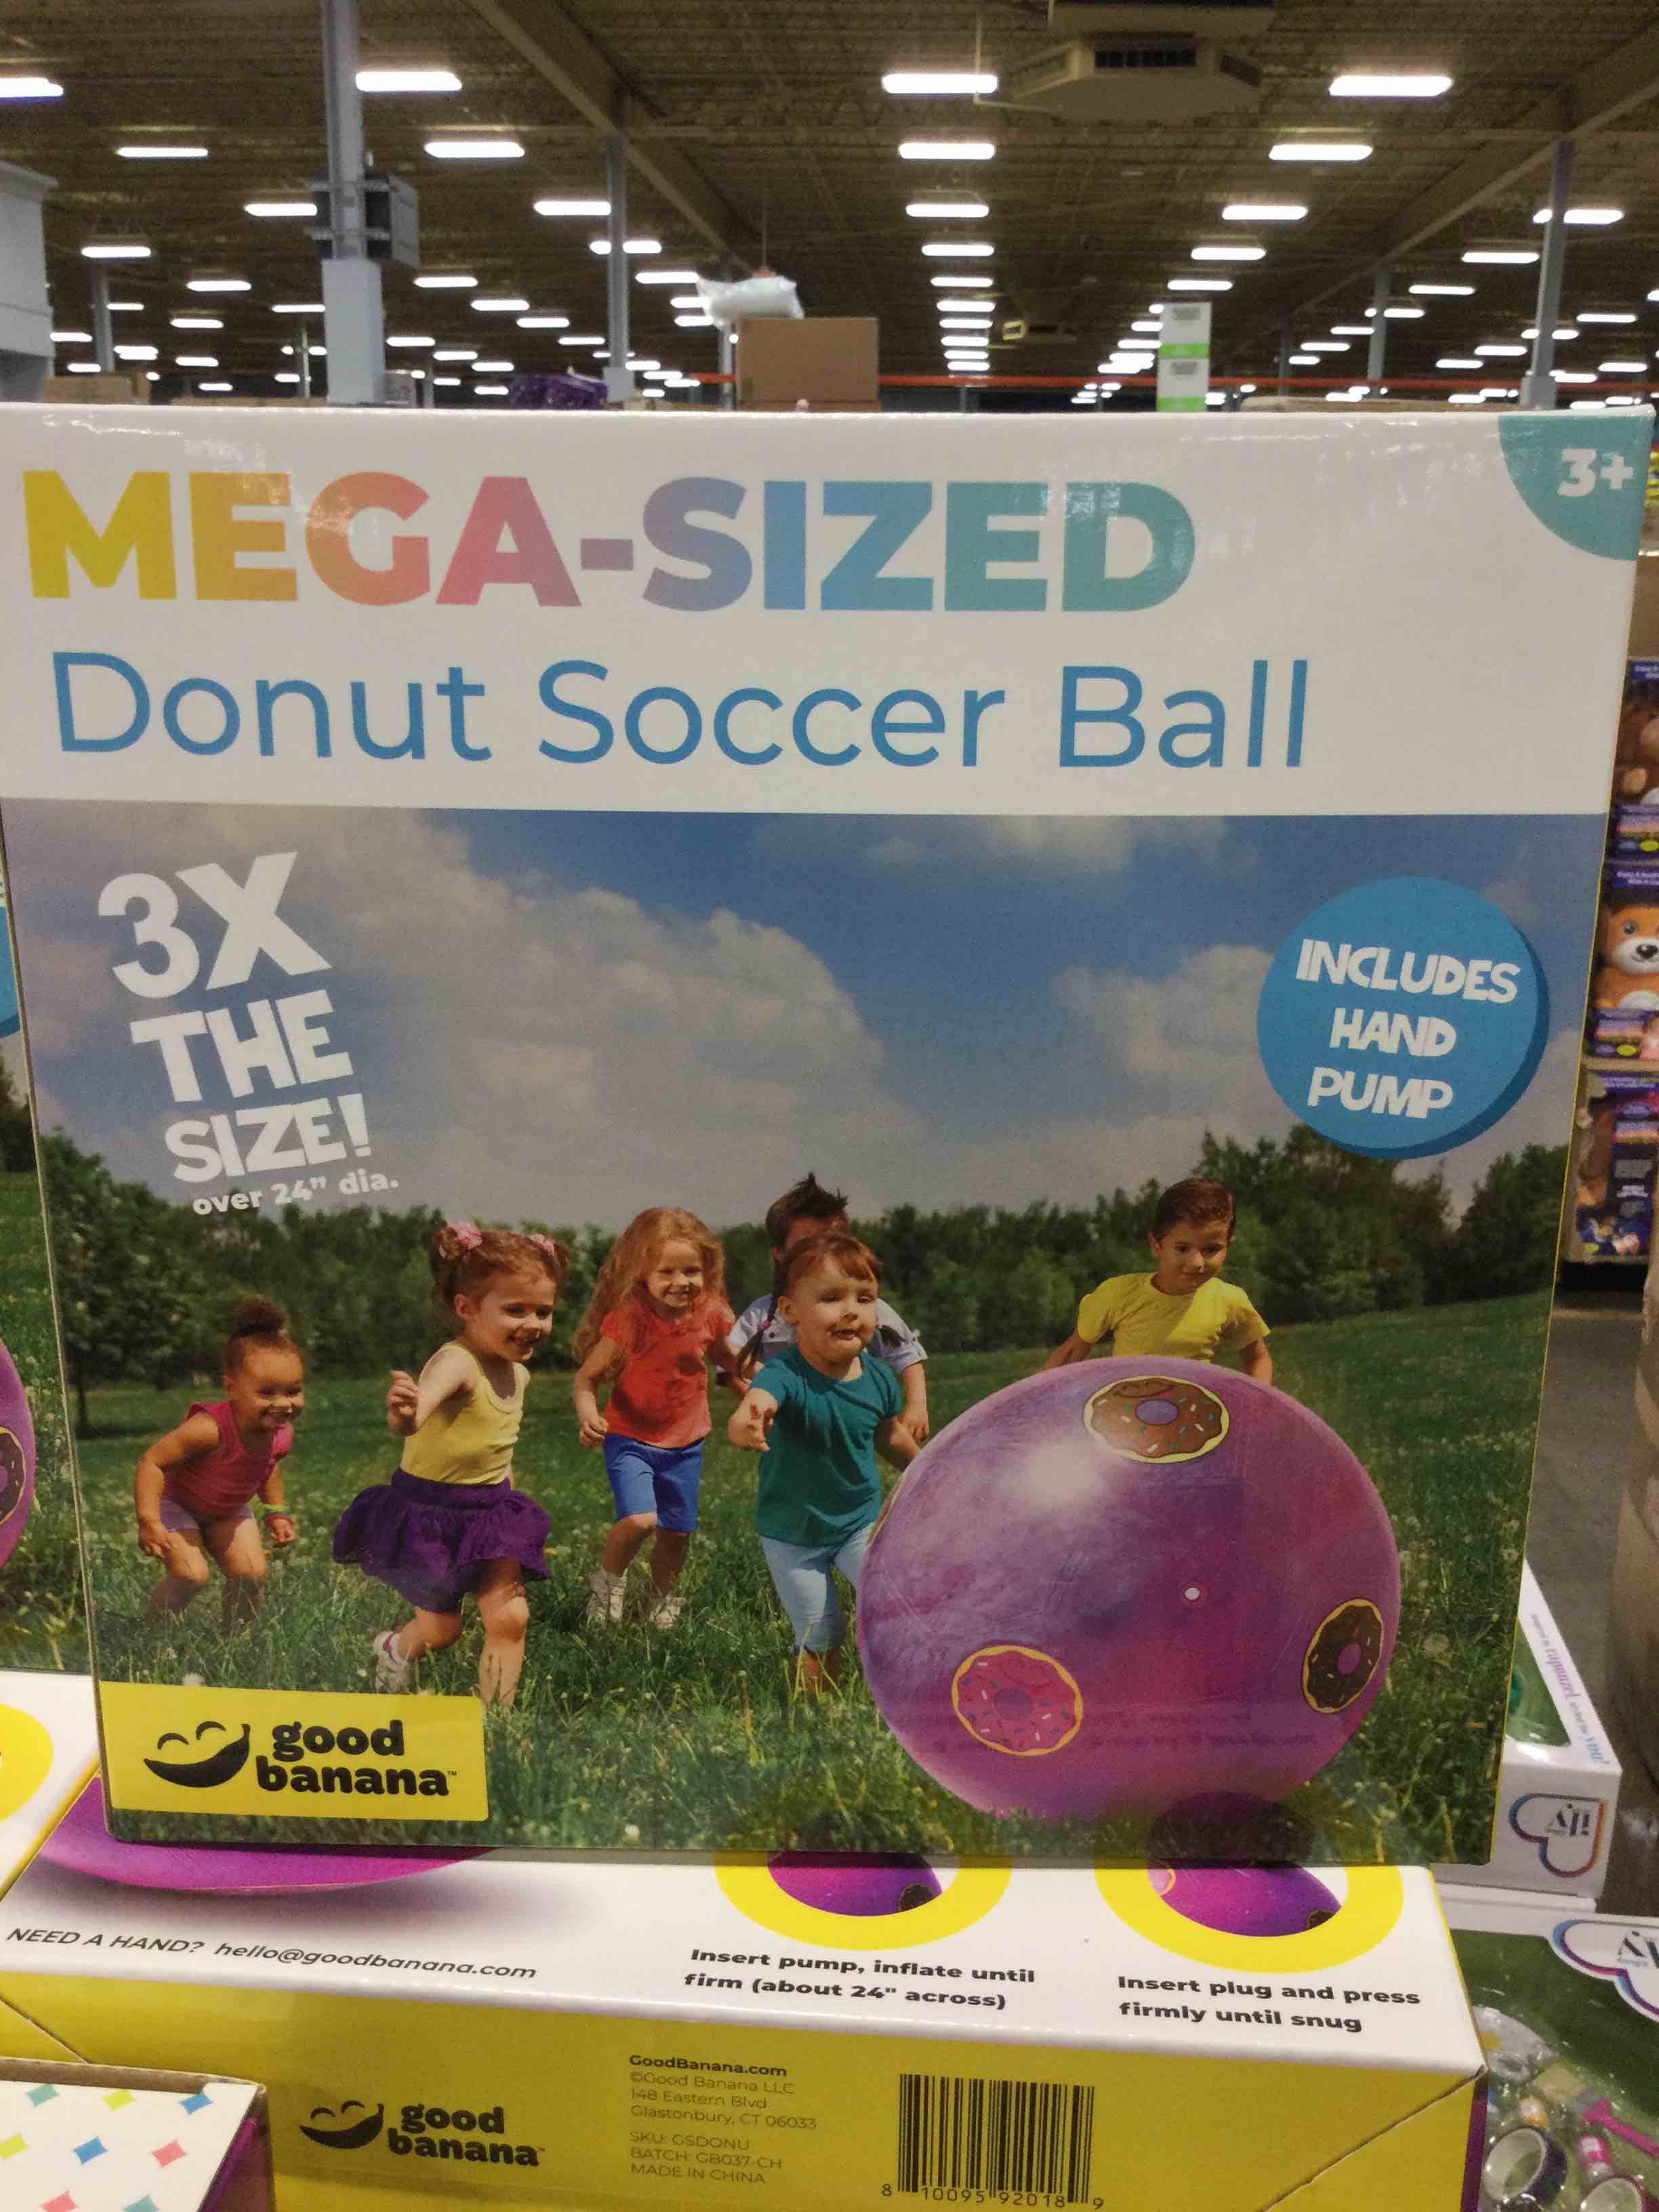 MEGA-SIZED
3+
Donut Soccer Ball
3X
THE
SIZE!
over 24" dia.
INCLUDES
HAND
PUMP
good
banana™
NEED A HAND? hello@goodbanana.com
Insert pump, inflate until
firm (about 24" across)
Insert plug and press
firmly until snug
good
banana™
GoodBanana.com
©Good Banana LLC
148 Eastern Blvd
Glastonbury, CT 06033
SKU: GSDONU
BATCH: GB037-CH
MADE IN CHINA
8 10095 92018 9